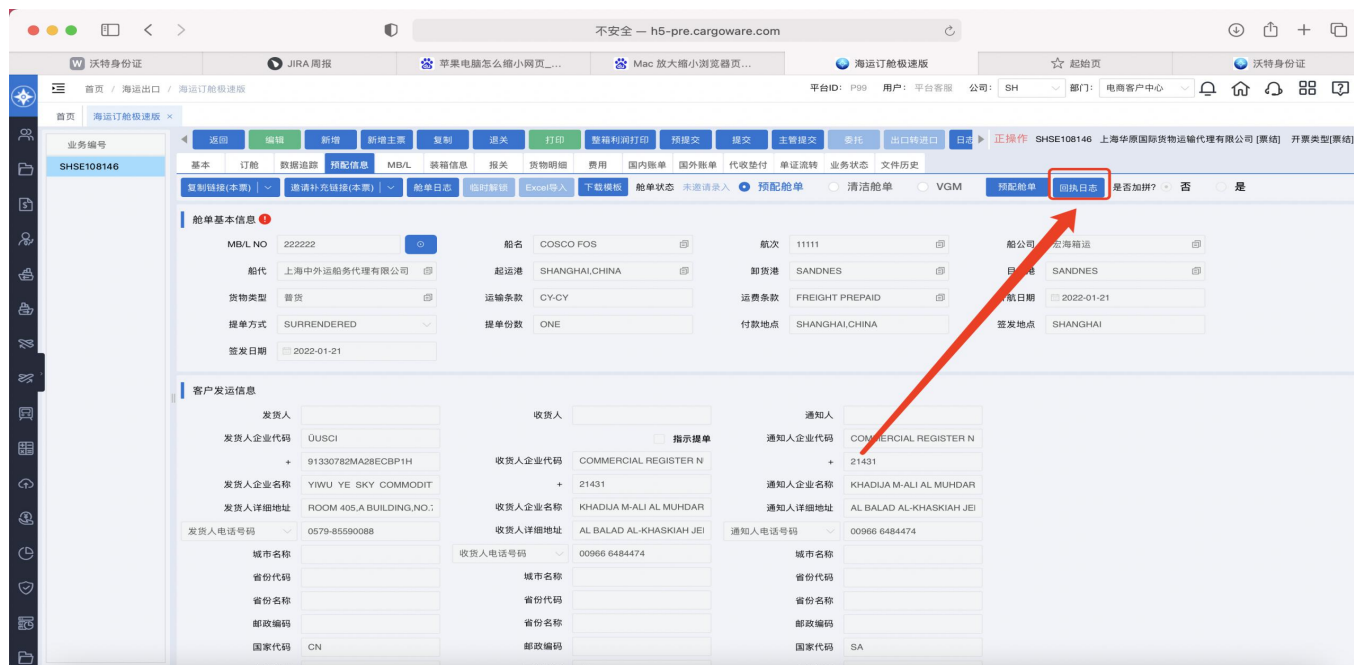 不安全 — h5-pre.cargoware.com
沃特身份证 JIRA 周报 苹果电脑怎么缩小网页_... Mac 放大缩小浏览器页... 海运订舱极速版 起始页 沃特身份证
首页 / 海运出口 / 海运订舱极速版 平台ID: P99 用户: 平台客服 公司: SH 部门: 电商客户中心
首页 海运订舱极速版 ×
业务编号 返回 编辑 新增 新增主票 复制 退关 打印 整箱利润打印 预提交 提交 主管提交 委托 出口转进口 日志 正操作 SHSE108146 上海华原国际货物运输代理有限公司 [票结] 开票类型[票结]
SHSE108146 基本 订舱 数据追踪 预配信息 MB/L 装箱信息 报关 货物明细 费用 国内账单 国外账单 代收垫付 单证流转 业务状态 文件历史
复制链接(本票) 邀请补充链接(本票) 舱单日志 临时解锁 Excel导入 下载模板 舱单状态 未邀请录入 预配舱单 清洁舱单 VGM 预配舱单 回执日志 是否加拼? 否 是
舱单基本信息
MB/L NO 222222 船名 COSCO FOS 航次 11111 船公司 宏海箱运
船代 上海中外运船务代理有限公司 起运港 SHANGHAI,CHINA 卸货港 SANDNES 港 SANDNES
货物类型 普货 运输条款 CY-CY 运费条款 FREIGHT PREPAID 航日期 2022-01-21
提单方式 SURRENDERED 提单份数 ONE 付款地点 SHANGHAI,CHINA 签发地点 SHANGHAI
签发日期 2022-01-21
客户发运信息
发货人 收货人 通知人
发货人企业代码 ÜUSCI 指示提单 通知人企业代码 COMMERCIAL REGISTER N
+ 91330782MA28ECBP1H 收货人企业代码 COMMERCIAL REGISTER N + 21431
发货人企业名称 YIWU YE SKY COMMODIT + 21431 通知人企业名称 KHADIJA M-ALI AL MUHDAR
发货人详细地址 ROOM 405,A BUILDING,NO. 收货人企业名称 KHADIJA M-ALI AL MUHDAR 通知人详细地址 AL BALAD AL-KHASKIAH JEI
发货人电话号码 0579-85590088 收货人详细地址 AL BALAD AL-KHASKIAH JEI 通知人电话号码 00966 6484474
城市名称 收货人电话号码 00966 6484474 城市名称
省份代码 城市名称 省份代码
省份名称 省份代码 省份名称
邮政编码 省份名称 邮政编码
国家代码 CN 邮政编码 国家代码 SA